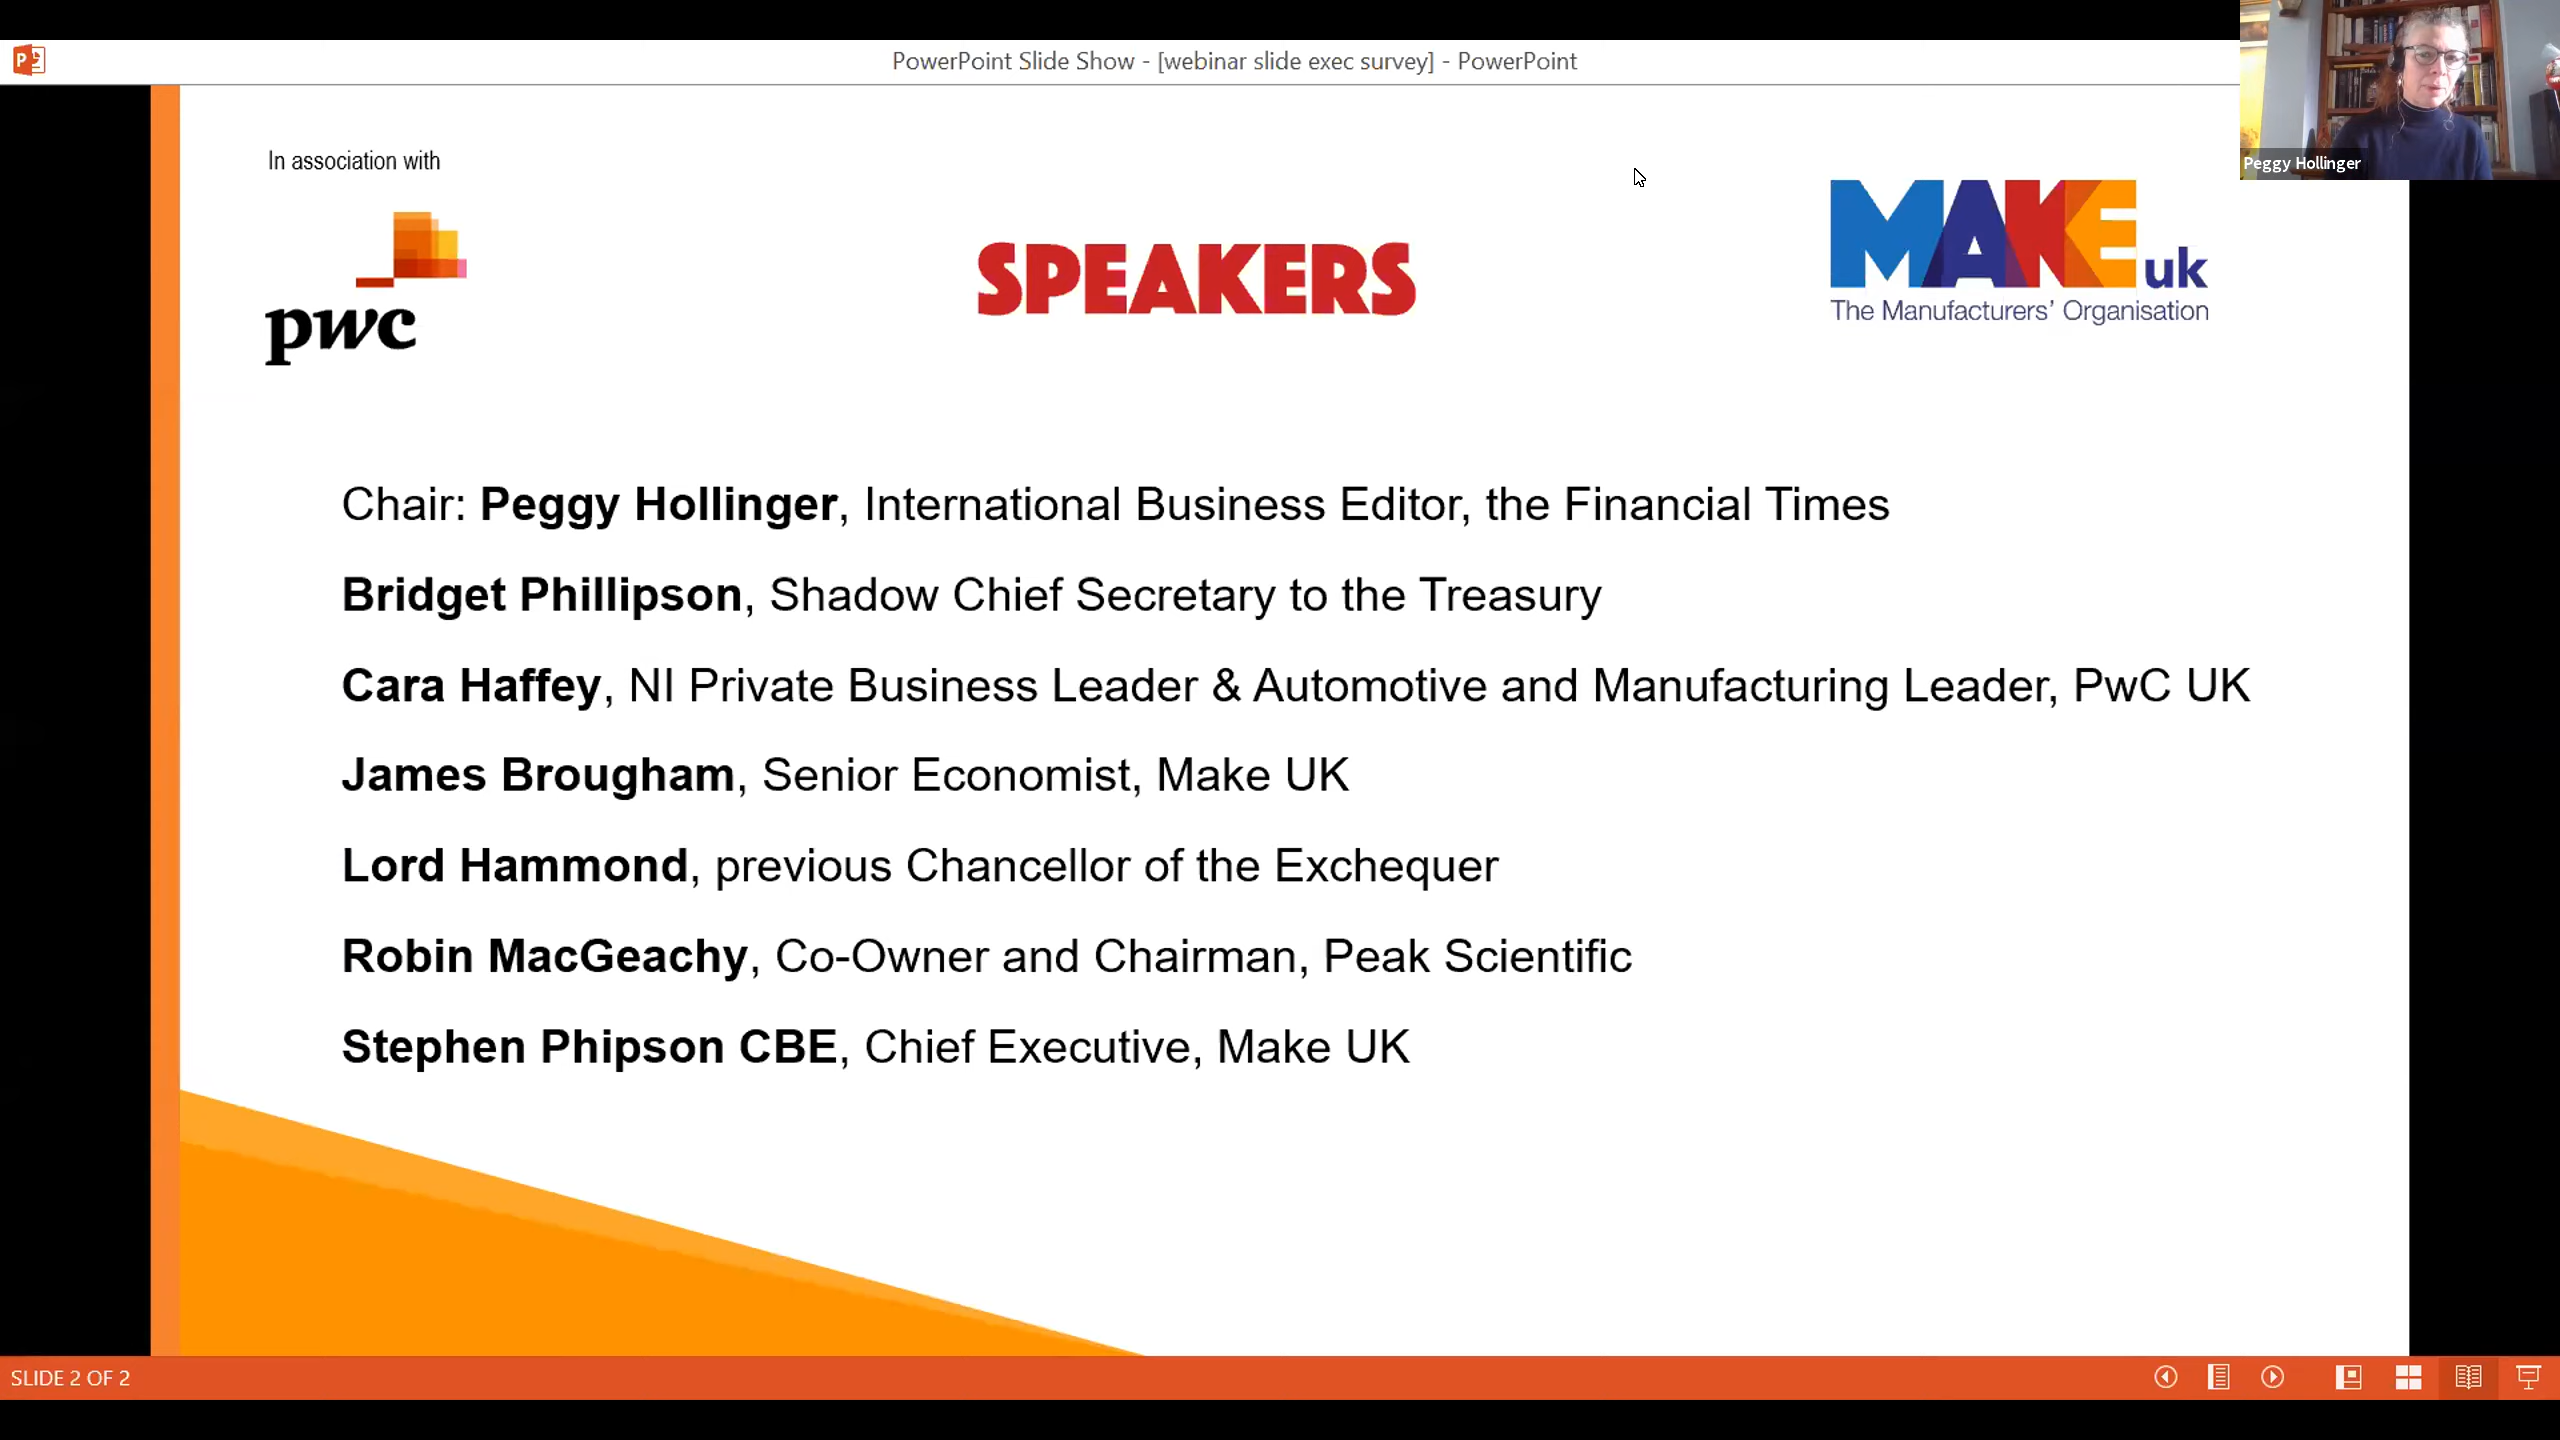 PowerPoint Slide Show - [webinar slide exec survey] - PowerPoint
Peggy Hollinger
In association with
pwc
SPEAKERS
MAKE uk
The Manufacturers' Organisation
Chair: Peggy Hollinger, International Business Editor, the Financial Times
Bridget Phillipson, Shadow Chief Secretary to the Treasury
Cara Haffey, NI Private Business Leader & Automotive and Manufacturing Leader, PwC UK
James Brougham, Senior Economist, Make UK
Lord Hammond, previous Chancellor of the Exchequer
Robin MacGeachy, Co-Owner and Chairman, Peak Scientific
Stephen Phipson CBE, Chief Executive, Make UK
SLIDE 2 OF 2